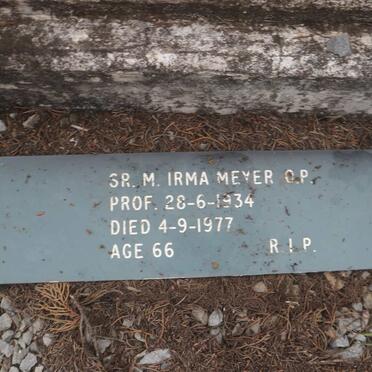 SR. M. IRMA MEYER O.P.
PROF. 28-6-1934
DIED 4-9-1977
AGE 66 R.I.P.